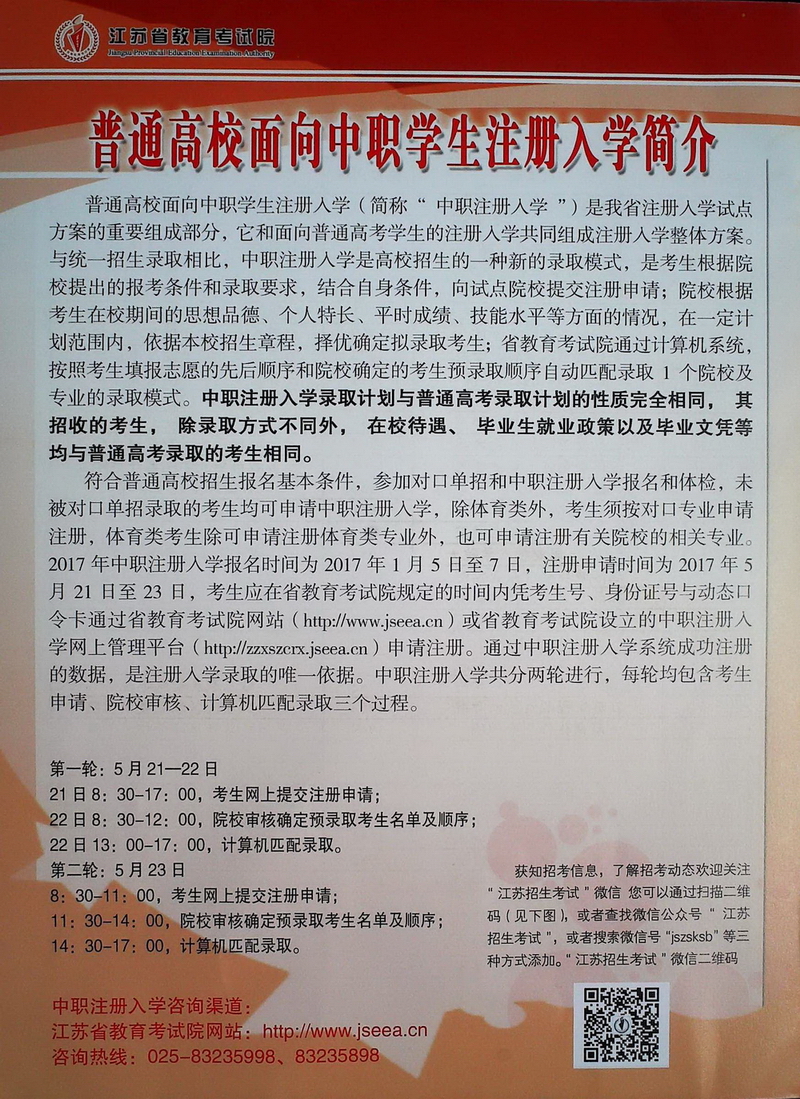 江苏省教育考试院
Jiangsu Provincial Education Examination Authority
普通高校面向中职学生注册入学简介
普通高校面向中职学生注册入学（简称“ 中职注册入学 ”）是我省注册入学试点
方案的重要组成部分，它和面向普通高考学生的注册入学共同组成注册入学整体方案。
与统一招生录取相比，中职注册入学是高校招生的一种新的录取模式，是考生根据院
校提出的报考条件和录取要求，结合自身条件，向试点院校提交注册申请；院校根据
考生在校期间的思想品德、个人特长、平时成绩、技能水平等方面的情况，在一定计
划范围内，依据本校招生章程，择优确定拟录取考生；省教育考试院通过计算机系统，
按照考生填报志愿的先后顺序和院校确定的考生预录取顺序自动匹配录取 1 个院校及
专业的录取模式。中职注册入学录取计划与普通高考录取计划的性质完全相同， 其
招收的考生， 除录取方式不同外， 在校待遇、 毕业生就业政策以及毕业文凭等
均与普通高考录取的考生相同。
符合普通高校招生报名基本条件，参加对口单招和中职注册入学报名和体检，未
被对口单招录取的考生均可申请中职注册入学，除体育类外，考生须按对口专业申请
注册，体育类考生除可申请注册体育类专业外，也可申请注册有关院校的相关专业。
2017 年中职注册入学报名时间为 2017 年 1 月 5 日至 7 日，注册申请时间为 2017 年 5
月 21 日至 23 日，考生应在省教育考试院规定的时间内凭考生号、身份证号与动态口
令卡通过省教育考试院网站（http://www.jseea.cn）或省教育考试院设立的中职注册入
学网上管理平台（http://zzxszcrx.jseea.cn）申请注册。通过中职注册入学系统成功注册
的数据，是注册入学录取的唯一依据。中职注册入学共分两轮进行，每轮均包含考生
申请、院校审核、计算机匹配录取三个过程。
第一轮：5 月 21—22 日
21 日 8：30-17：00，考生网上提交注册申请；
22 日 8：30-12：00，院校审核确定预录取考生名单及顺序；
22 日 13：00-17：00，计算机匹配录取。
第二轮：5 月 23 日
8：30-11：00，考生网上提交注册申请；
11：30-14：00，院校审核确定预录取考生名单及顺序；
14：30-17：00，计算机匹配录取。
获知招考信息，了解招考动态欢迎关注
“江苏招生考试”微信 您可以通过扫描二维
码（见下图），或者查找微信公众号“ 江苏
招生考试”，或者搜索微信号“jszsksb”等三
种方式添加。“江苏招生考试”微信二维码
中职注册入学咨询渠道：
江苏省教育考试院网站：http://www.jseea.cn
咨询热线：025-83235998、83235898